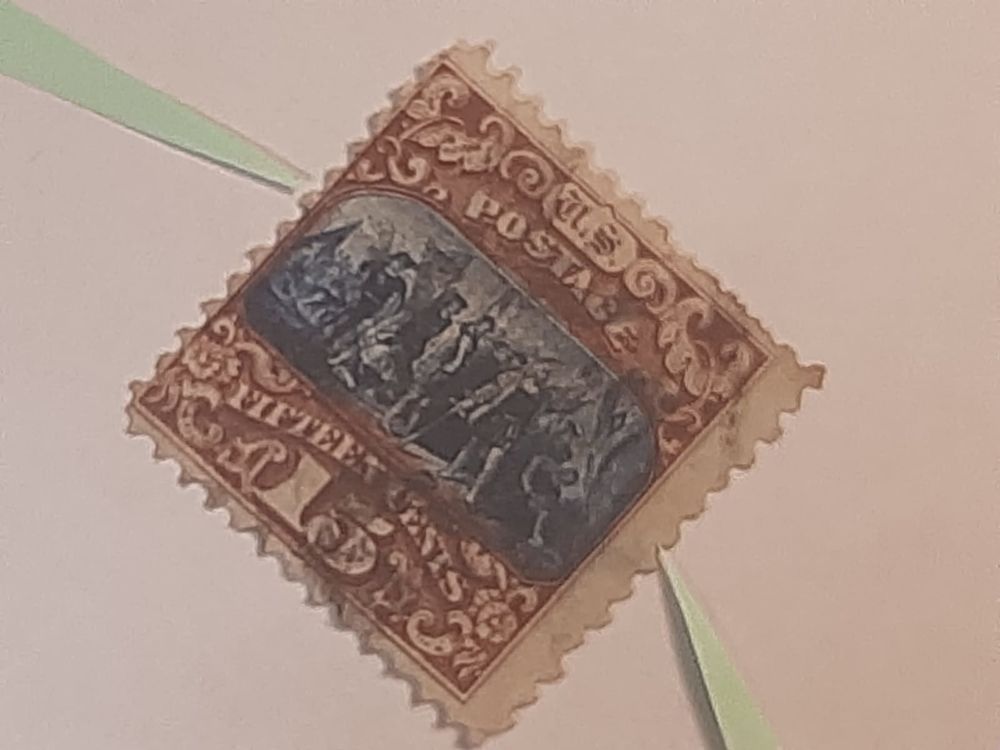 U.S.
POSTAGE
FIFTEEN CENTS
15